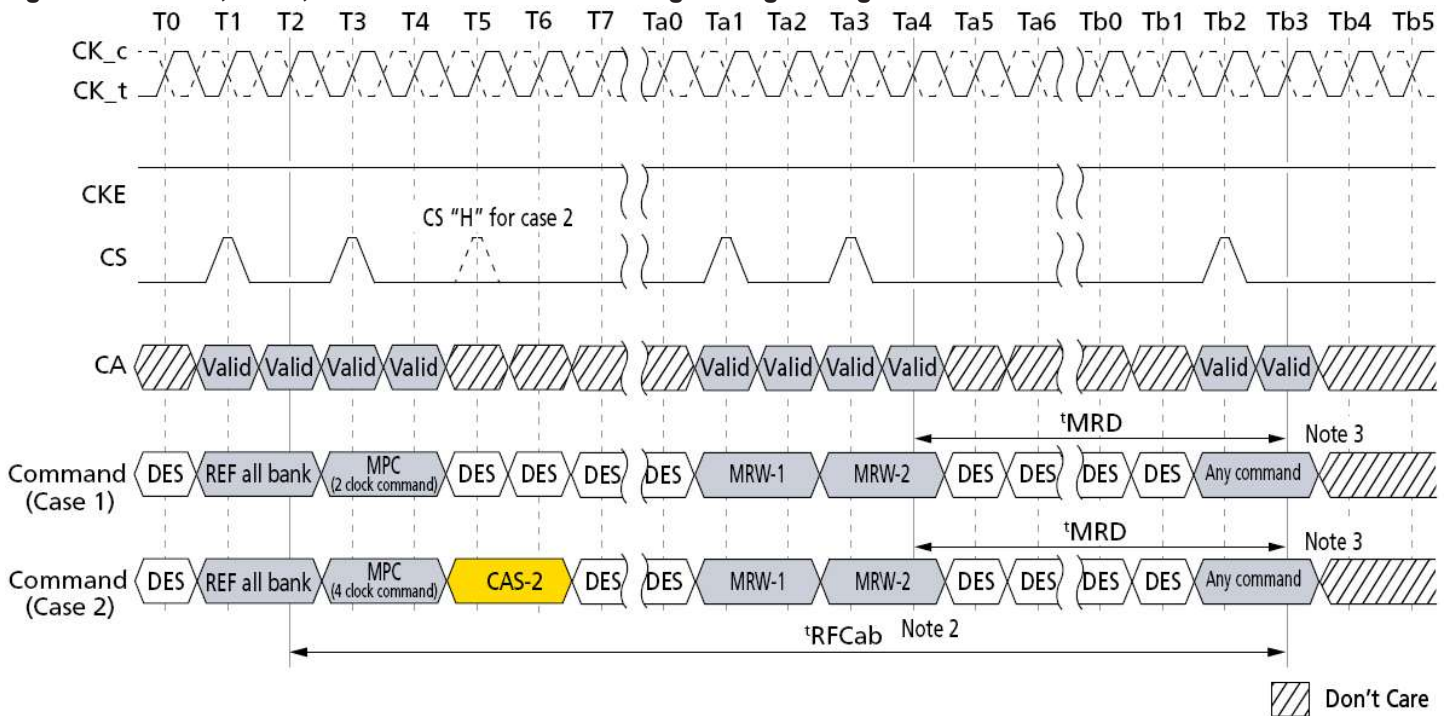 T0 T1 T2 T3 T4 T5 T6 T7 Ta0 Ta1 Ta2 Ta3 Ta4 Ta5 Ta6 Tb0 Tb1 Tb2 Tb3 Tb4 Tb5
CK_c
CK_t
CKE
CS “H” for case 2
CS
CA Valid Valid Valid Valid Valid Valid Valid Valid Valid Valid
tMRD Note 3
Command (Case 1) DES REF all bank MPC (2 clock command) DES DES DES DES MRW-1 MRW-2 DES DES DES DES Any command
tMRD Note 3
Command (Case 2) DES REF all bank MPC (4 clock command) CAS-2 DES DES MRW-1 MRW-2 DES DES DES DES Any command
tRFCab Note 2
Don't Care